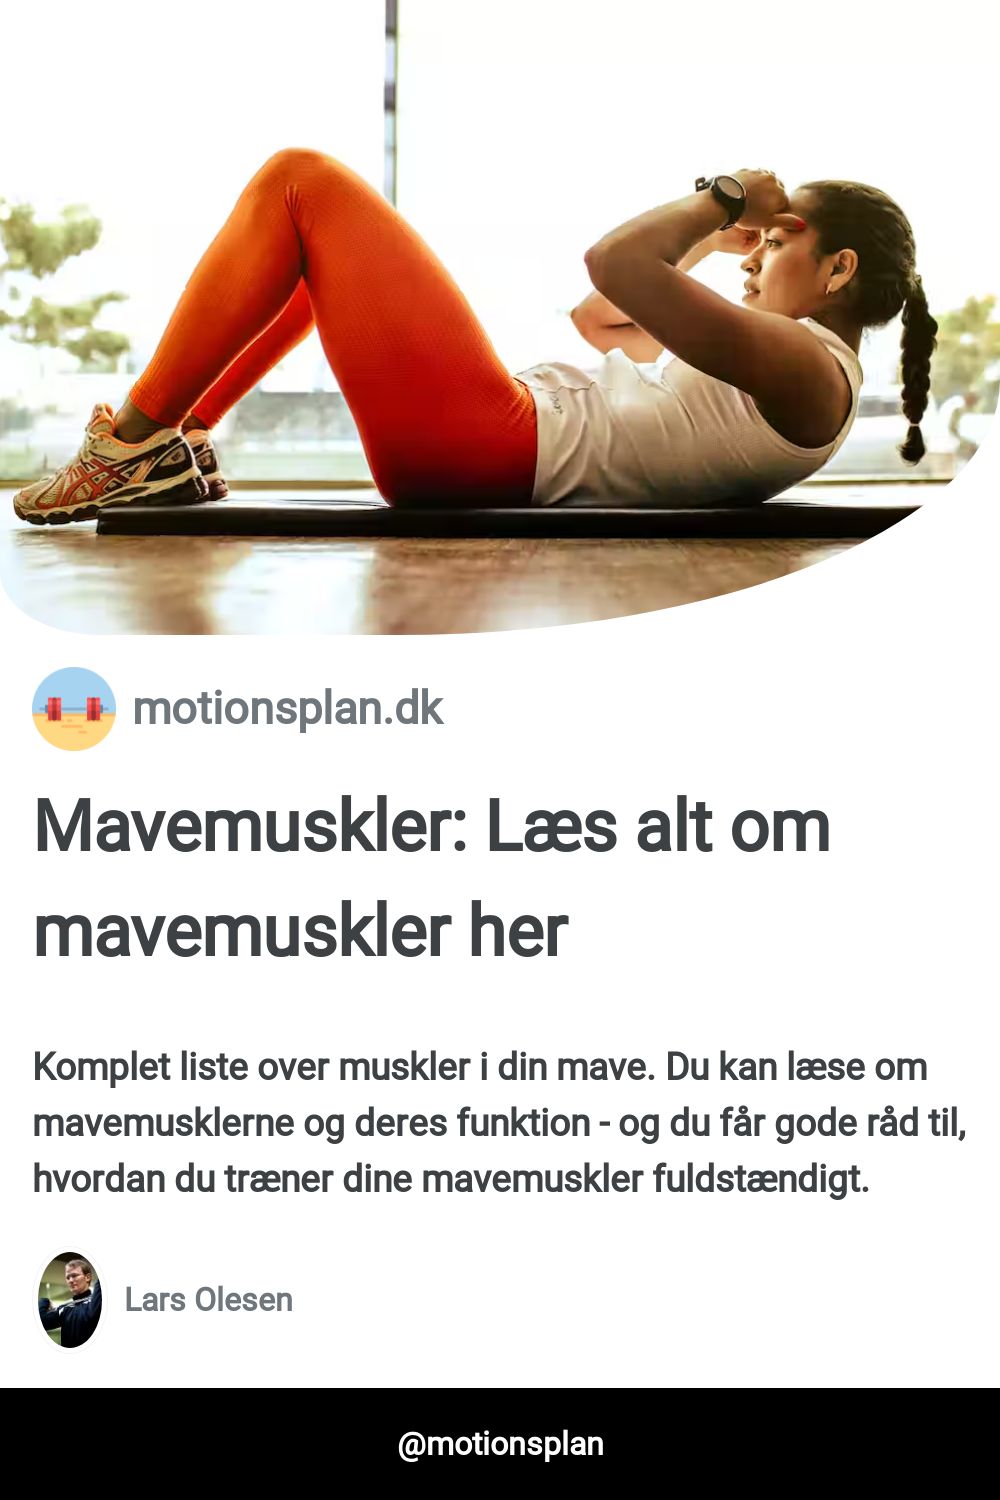 motionsplan.dk
Mavemuskler: Læs alt om
mavemuskler her
Komplet liste over muskler i din mave. Du kan læse om
mavemusklerne og deres funktion - og du får gode råd til,
hvordan du træner dine mavemuskler fuldstændigt.
Lars Olesen
@motionsplan